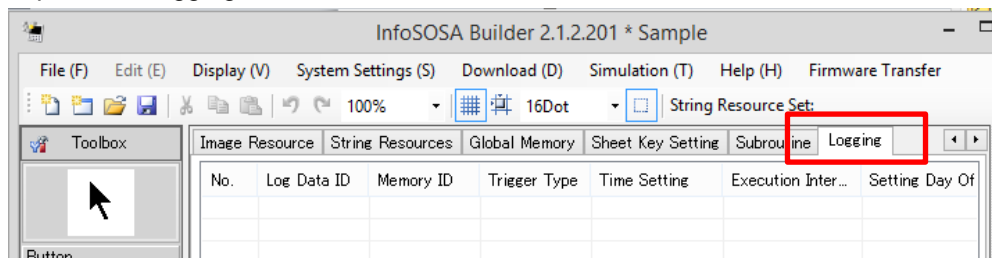 InfoSOSA Builder 2.1.2.201 * Sample
File (F) Edit (E) Display (V) System Settings (S) Download (D) Simulation (T) Help (H) Firmware Transfer
100% 16Dot String Resource Set:
Toolbox Image Resource String Resources Global Memory Sheet Key Setting Subroutine Logging
No. Log Data ID Memory ID Trigger Type Time Setting Execution Inter... Setting Day Of
Button